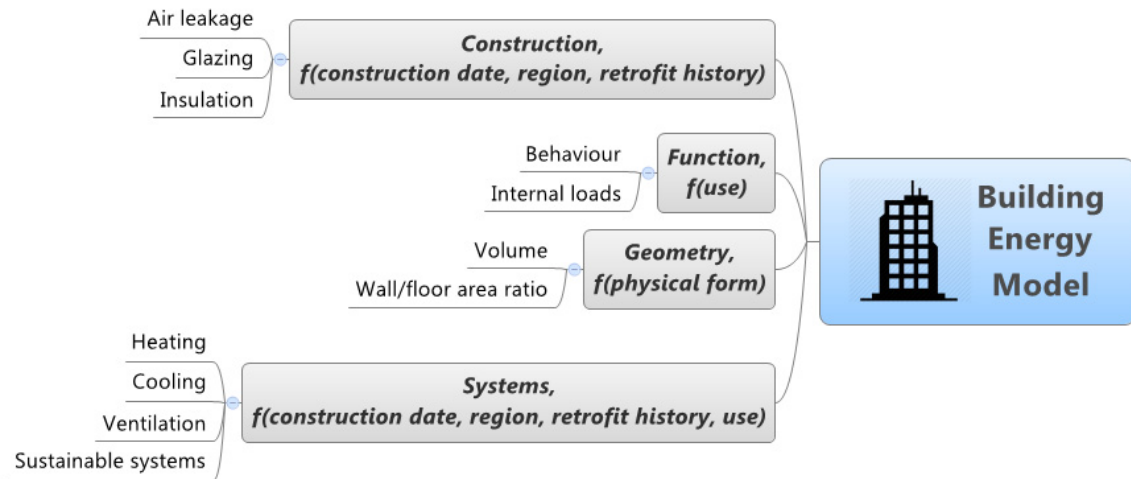 Air leakage
Glazing
Insulation
Construction,
f(construction date, region, retrofit history)
Behaviour
Internal loads
Function,
f(use)
Volume
Wall/floor area ratio
Geometry,
f(physical form)
Heating
Cooling
Ventilation
Sustainable systems
Systems,
f(construction date, region, retrofit history, use)
Building
Energy
Model